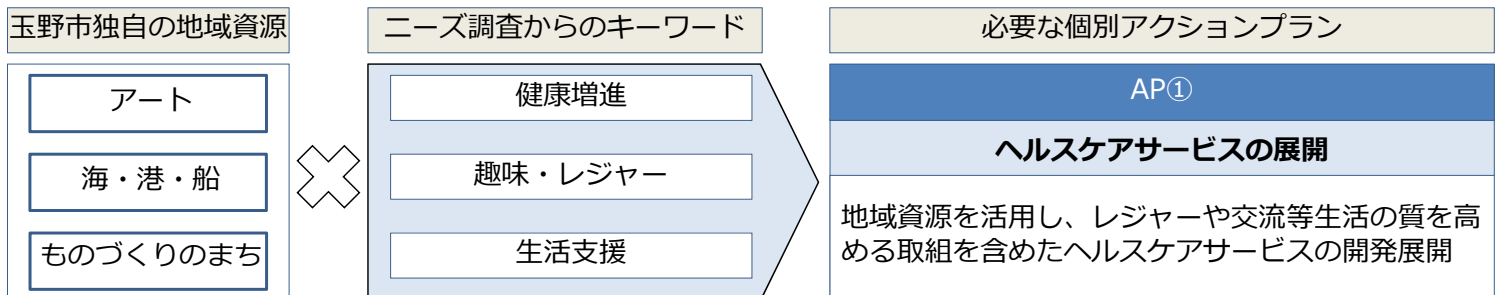 玉野市独自の地域資源
ニーズ調査からのキーワード
必要な個別アクションプラン
アート
海・港・船
ものづくりのまち
健康増進
趣味・レジャー
生活支援
AP①
ヘルスケアサービスの展開
地域資源を活用し、レジャーや交流等生活の質を高
める取組を含めたヘルスケアサービスの開発展開